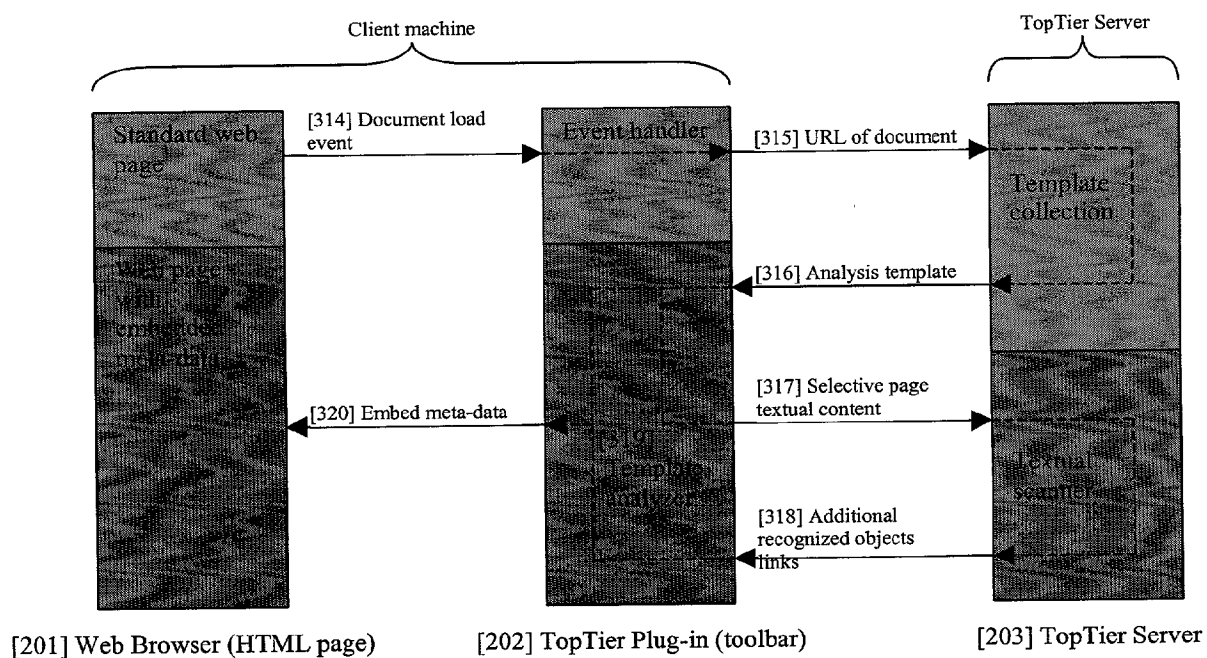 Client machine
TopTier Server
Standard web
page
[314] Document load
event
Event handler
[315] URL of document
Template
collection
Web page
with
embedded
meta-data
[316] Analysis template
[317] Selective page
textual content
[320] Embed meta-data
[319]
Template
analyzer
Textual
scanner
[318] Additional
recognized objects
links
[201] Web Browser (HTML page)
[202] TopTier Plug-in (toolbar)
[203] TopTier Server